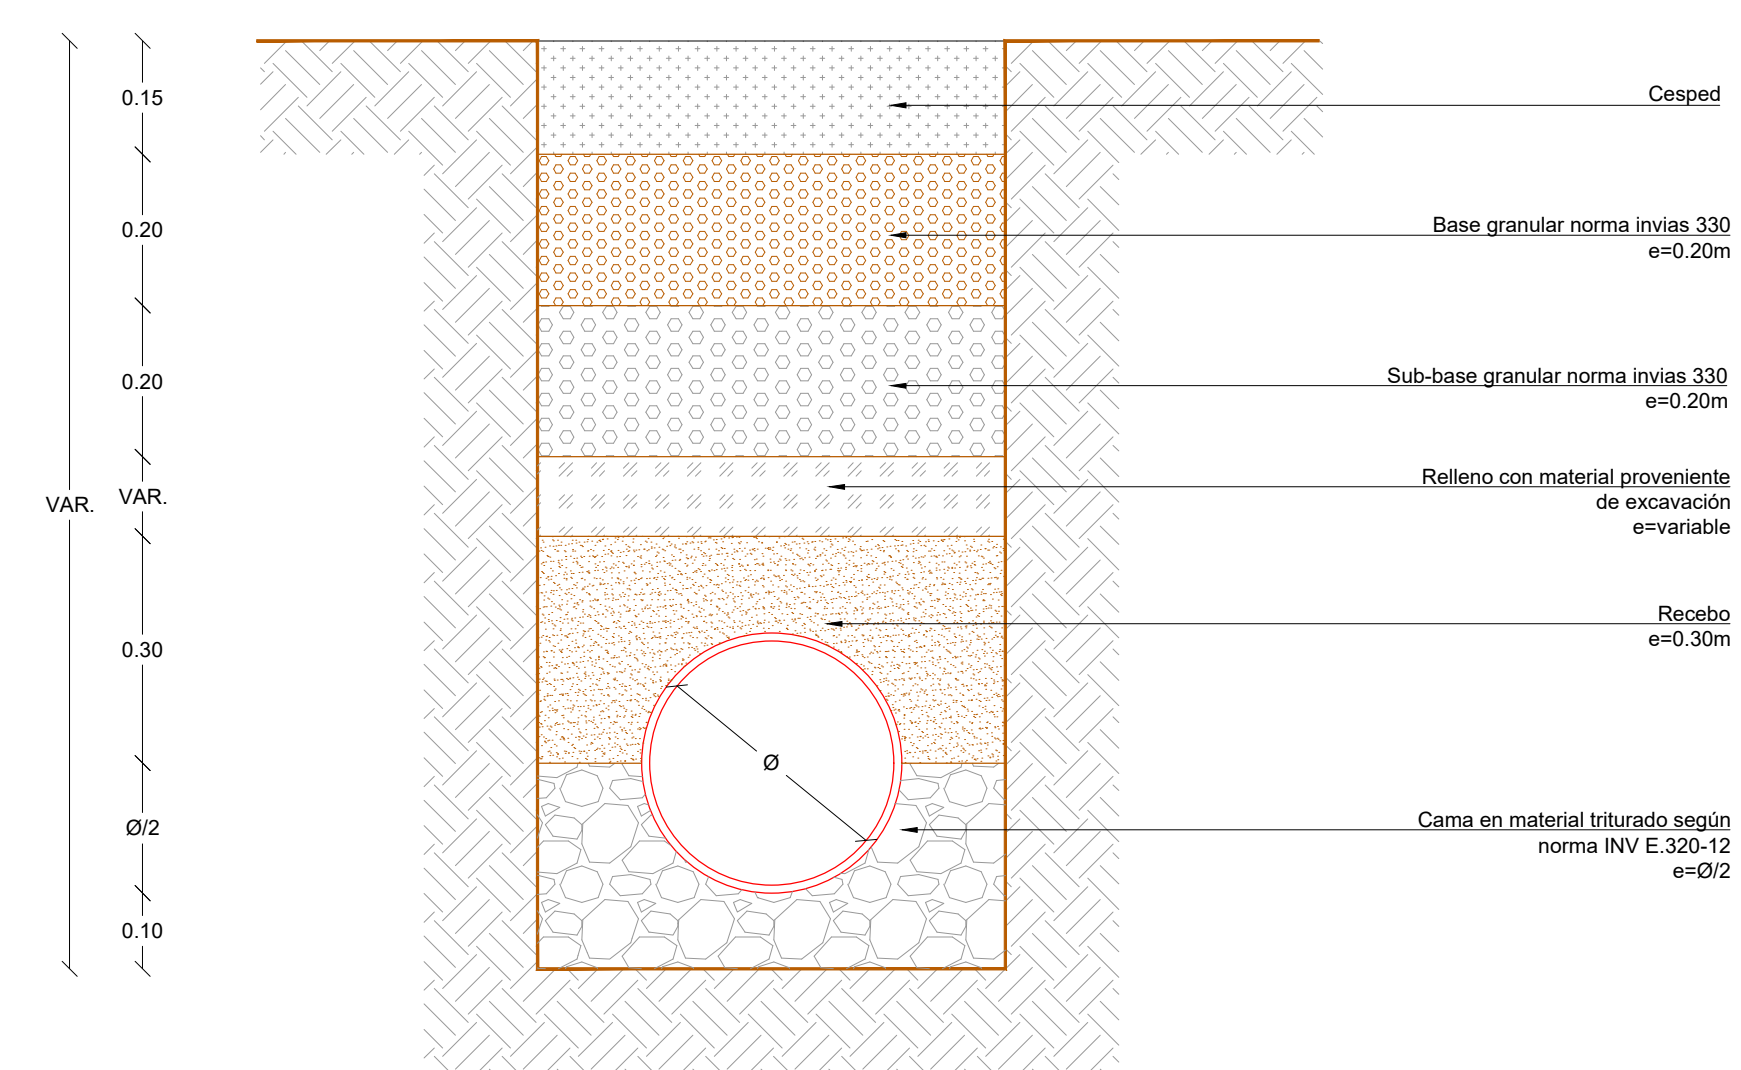 0.15
Cesped
0.20
Base granular norma invias 330
e=0.20m
0.20
Sub-base granular norma invias 330
e=0.20m
VAR.
VAR.
Relleno con material proveniente
de excavación
e=variable
0.30
Recebo
e=0.30m
Ø
Ø/2
Cama en material triturado según
norma INV E.320-12
e=Ø/2
0.10